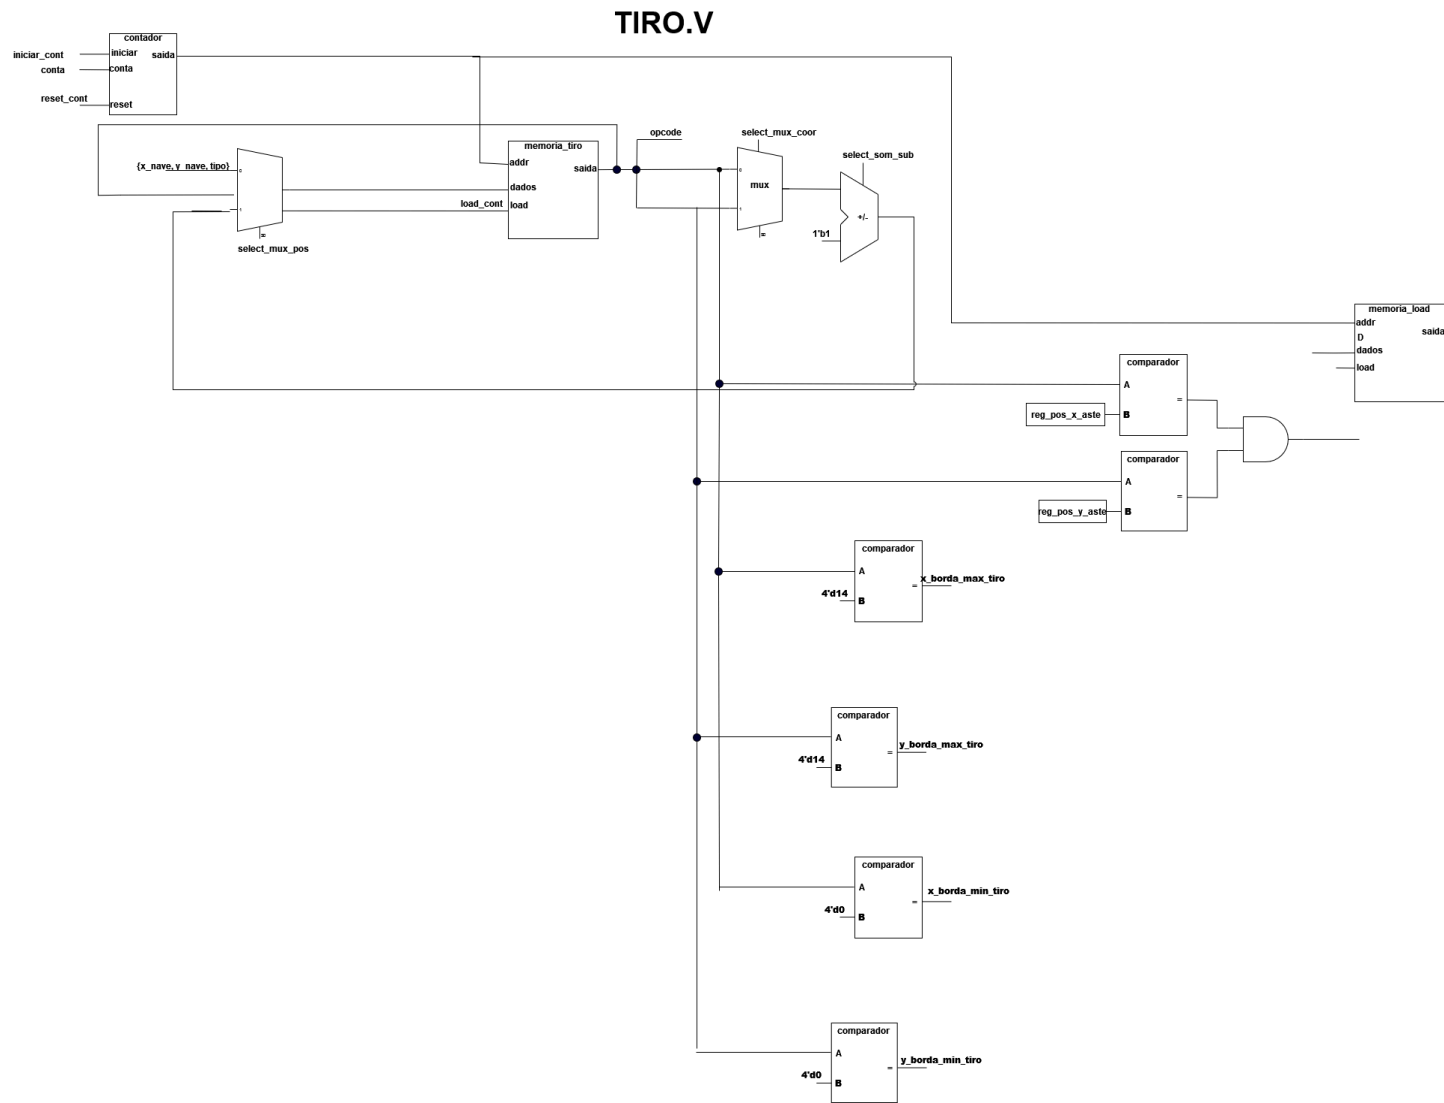 TIRO.V
contador
iniciar_cont
iniciar
saida
conta
conta
reset_cont
reset
{x_nave, y_nave, tipo}
select_mux_pos
memoria_tiro
addr
saida
dados
load_cont
load
opcode
select_mux_coor
mux
select_som_sub
+/-
1'b1
memoria_load
addr
saida
D
dados
load
comparador
A
=
reg_pos_x_aste
B
comparador
A
=
reg_pos_y_aste
B
comparador
A
x_borda_max_tiro
=
4'd14
B
comparador
A
y_borda_max_tiro
=
4'd14
B
comparador
A
x_borda_min_tiro
=
4'd0
B
comparador
A
y_borda_min_tiro
=
4'd0
B